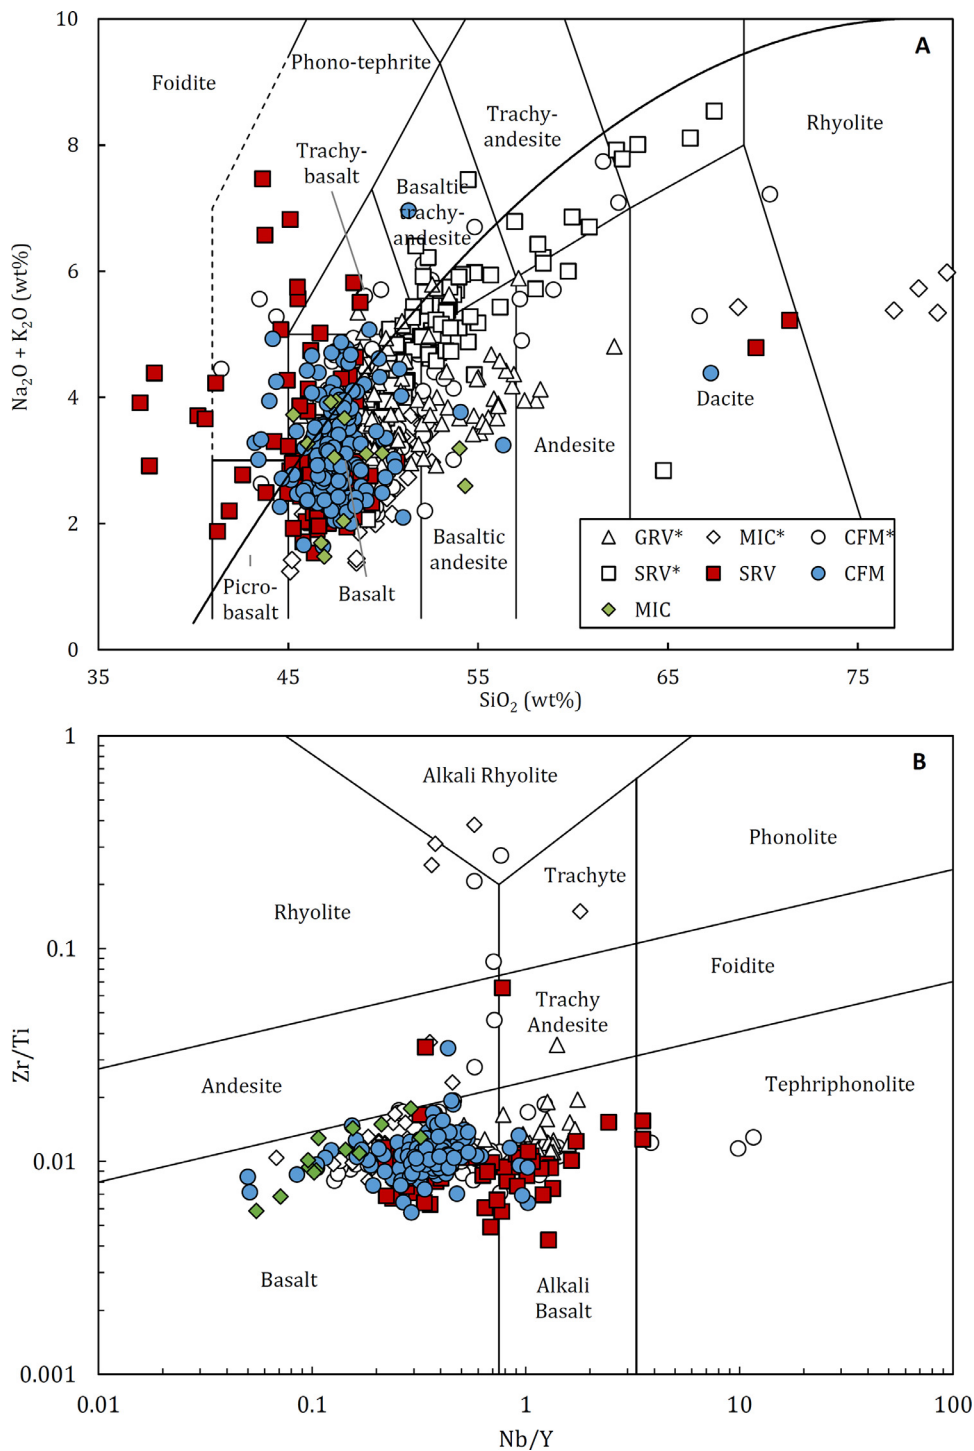 10
A
Phono-tephrite
Foidite
Trachy-
andesite
Rhyolite
8
Trachy-
basalt
Basaltic
trachy-
andesite
6
Na₂O + K₂O (wt%)
4
Dacite
Andesite
2
Basaltic
andesite
GRV* MIC* CFM*
SRV* SRV CFM
MIC
Picro-
basalt
Basalt
0
35 45 55 65 75
SiO₂ (wt%)
1
B
Alkali Rhyolite
Phonolite
Trachyte
Rhyolite
0.1
Foidite
Trachy
Andesite
Zr/Ti
Andesite
Tephriphonolite
0.01
Basalt
Alkali
Basalt
0.001
0.01 0.1 1 10 100
Nb/Y